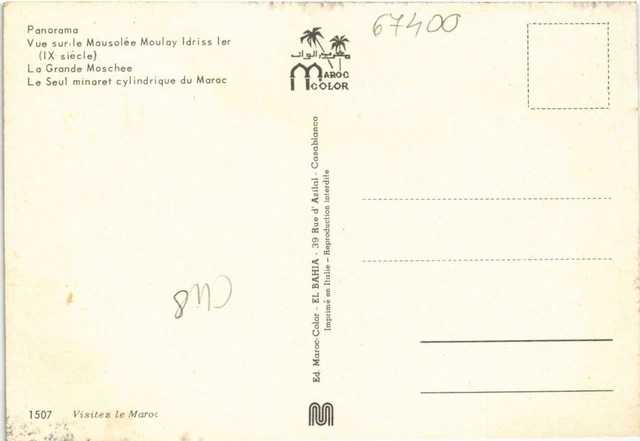 Panorama
Vue sur le Mausolée Moulay Idriss Ier
(IX siècle)
La Grande Moschee
Le Seul minaret cylindrique du Maroc
67400
MAROC
COLOR
Ed. Maroc-Color - EL BAHIA - 39 Rue d' Azilal - Casablanca
Imprimé en Italie - Reproduction interdite
1507 Visitez le Maroc